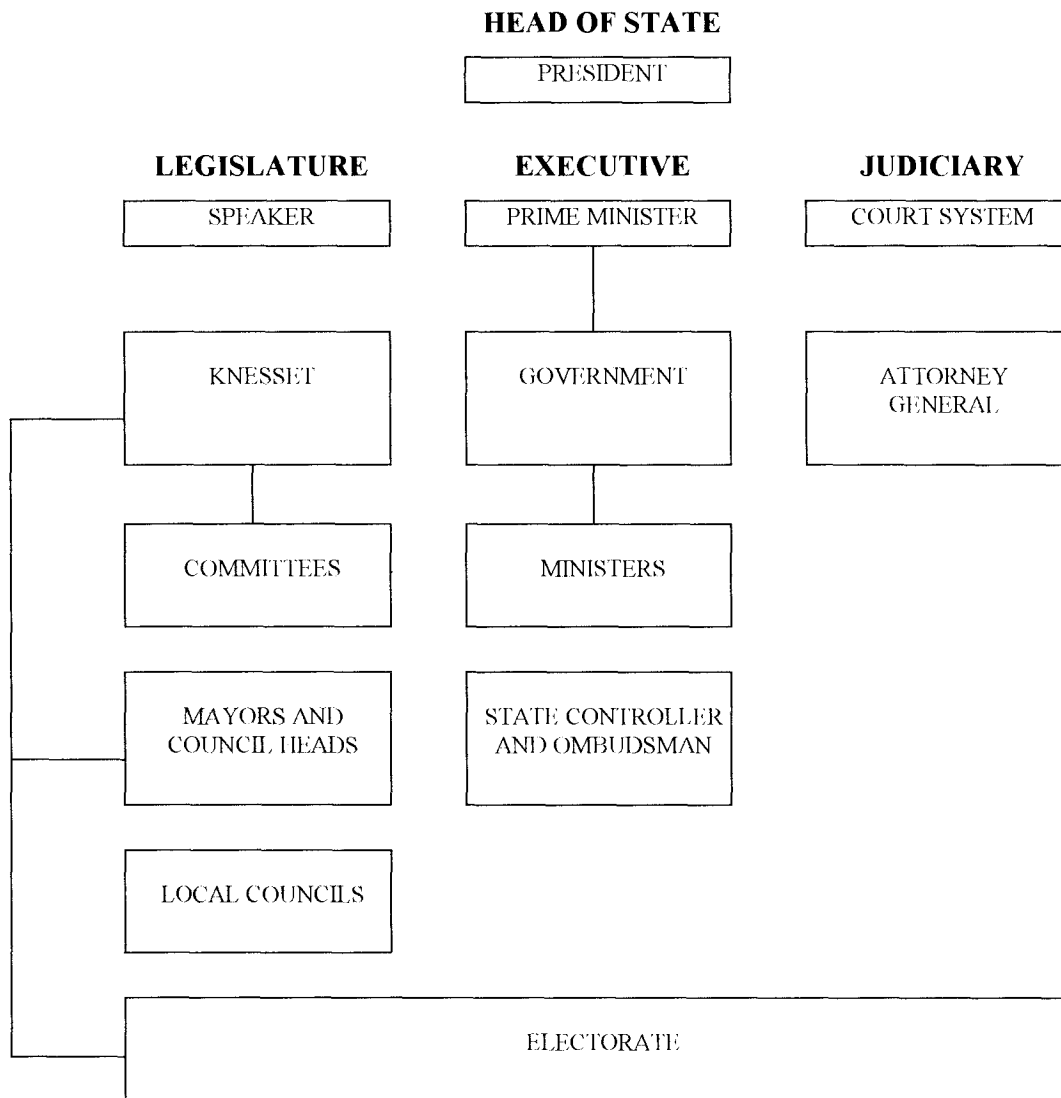 HEAD OF STATE
PRESIDENT
LEGISLATURE
EXECUTIVE
JUDICIARY
SPEAKER
PRIME MINISTER
COURT SYSTEM
KNESSET
GOVERNMENT
ATTORNEY
GENERAL
COMMITTEES
MINISTERS
MAYORS AND
COUNCIL HEADS
STATE CONTROLLER
AND OMBUDSMAN
LOCAL COUNCILS
ELECTORATE